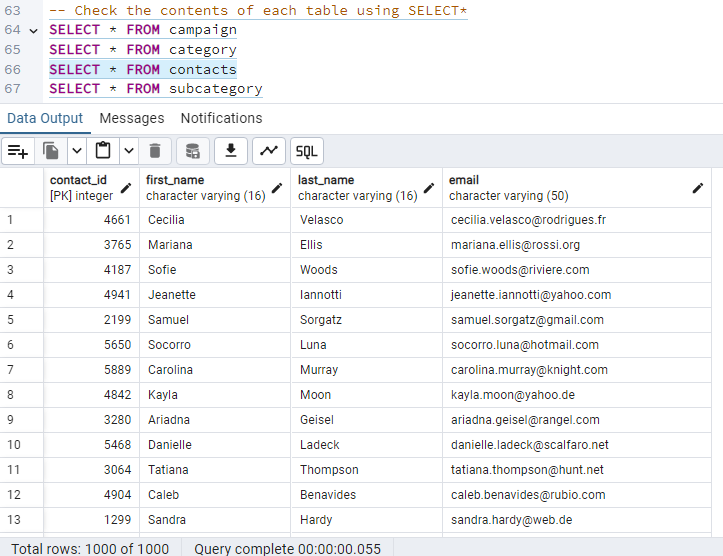 63 -- Check the contents of each table using SELECT*
64 SELECT * FROM campaign
65 SELECT * FROM category
66 SELECT * FROM contacts
67 SELECT * FROM subcategory
Data Output Messages Notifications
SQL
contact_id first_name last_name email
[PK] integer character varying (16) character varying (16) character varying (50)
1 4661 Cecilia Velasco cecilia.velasco@rodrigues.fr
2 3765 Mariana Ellis mariana.ellis@rossi.org
3 4187 Sofie Woods sofie.woods@riviere.com
4 4941 Jeanette Iannotti jeanette.iannotti@yahoo.com
5 2199 Samuel Sorgatz samuel.sorgatz@gmail.com
6 5650 Socorro Luna socorro.luna@hotmail.com
7 5889 Carolina Murray carolina.murray@knight.com
8 4842 Kayla Moon kayla.moon@yahoo.de
9 3280 Ariadna Geisel ariadna.geisel@rangel.com
10 5468 Danielle Ladeck danielle.ladeck@scalfaro.net
11 3064 Tatiana Thompson tatiana.thompson@hunt.net
12 4904 Caleb Benavides caleb.benavides@rubio.com
13 1299 Sandra Hardy sandra.hardy@web.de
Total rows: 1000 of 1000 Query complete 00:00:00.055